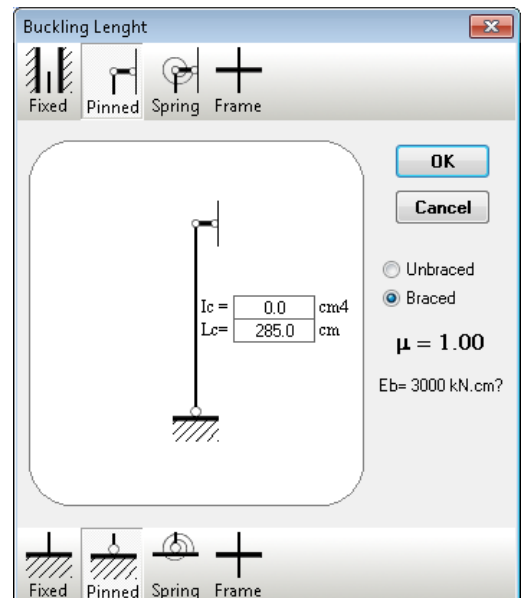 Buckling Lenght
Fixed Pinned Spring Frame
OK
Cancel
Unbraced
Ic = 0.0 cm4
Braced
Lc= 285.0 cm
μ = 1.00
Eb= 3000 kN.cm?
Fixed Pinned Spring Frame